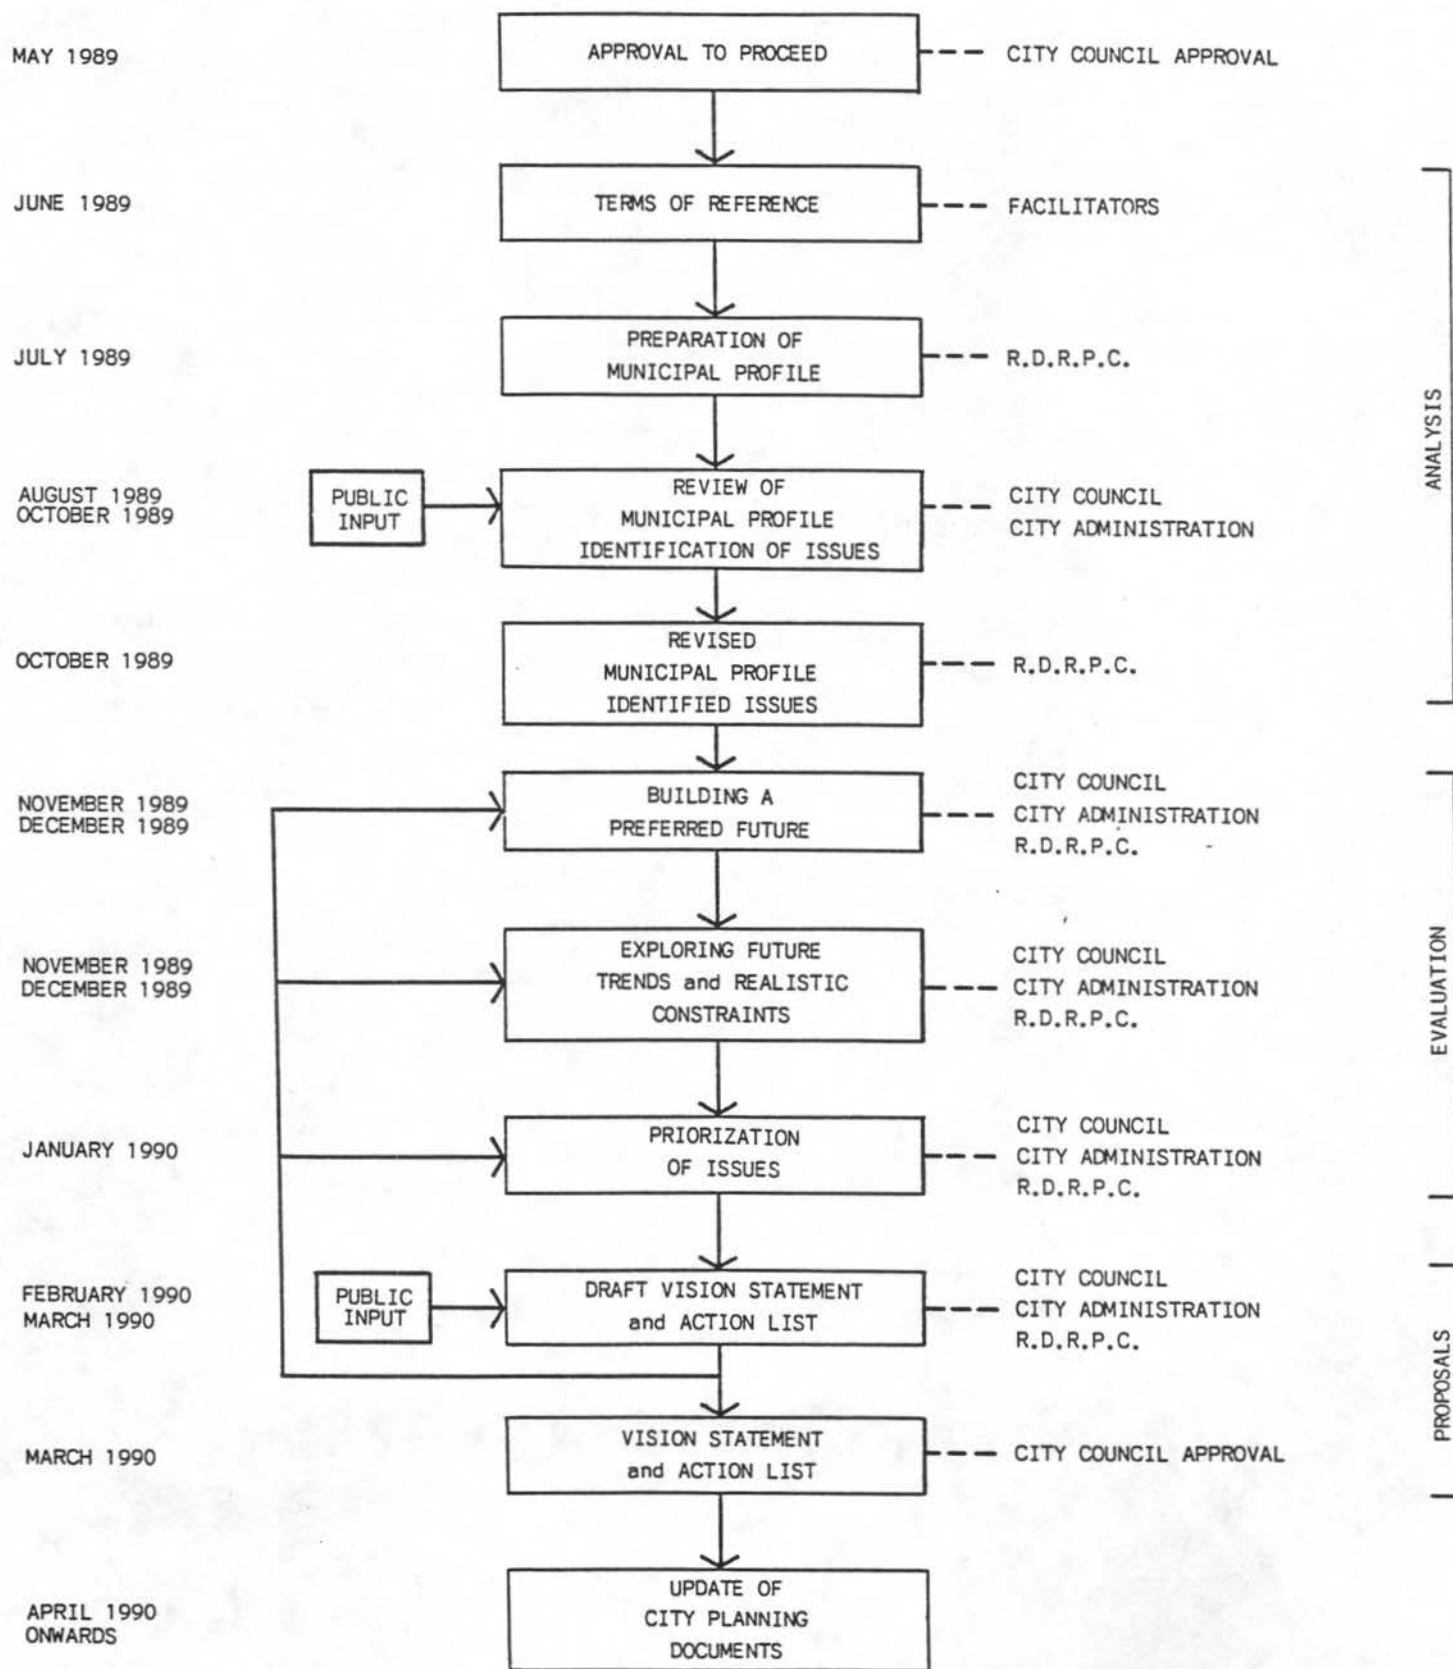 MAY 1989
APPROVAL TO PROCEED
CITY COUNCIL APPROVAL
JUNE 1989
TERMS OF REFERENCE
FACILITATORS
JULY 1989
PREPARATION OF
MUNICIPAL PROFILE
R.D.R.P.C.
ANALYSIS
AUGUST 1989
OCTOBER 1989
PUBLIC
INPUT
REVIEW OF
MUNICIPAL PROFILE
IDENTIFICATION OF ISSUES
CITY COUNCIL
CITY ADMINISTRATION
OCTOBER 1989
REVISED
MUNICIPAL PROFILE
IDENTIFIED ISSUES
R.D.R.P.C.
NOVEMBER 1989
DECEMBER 1989
BUILDING A
PREFERRED FUTURE
CITY COUNCIL
CITY ADMINISTRATION
R.D.R.P.C.
NOVEMBER 1989
DECEMBER 1989
EXPLORING FUTURE
TRENDS and REALISTIC
CONSTRAINTS
CITY COUNCIL
CITY ADMINISTRATION
R.D.R.P.C.
EVALUATION
JANUARY 1990
PRIORIZATION
OF ISSUES
CITY COUNCIL
CITY ADMINISTRATION
R.D.R.P.C.
FEBRUARY 1990
MARCH 1990
PUBLIC
INPUT
DRAFT VISION STATEMENT
and ACTION LIST
CITY COUNCIL
CITY ADMINISTRATION
R.D.R.P.C.
PROPOSALS
MARCH 1990
VISION STATEMENT
and ACTION LIST
CITY COUNCIL APPROVAL
APRIL 1990
ONWARDS
UPDATE OF
CITY PLANNING
DOCUMENTS